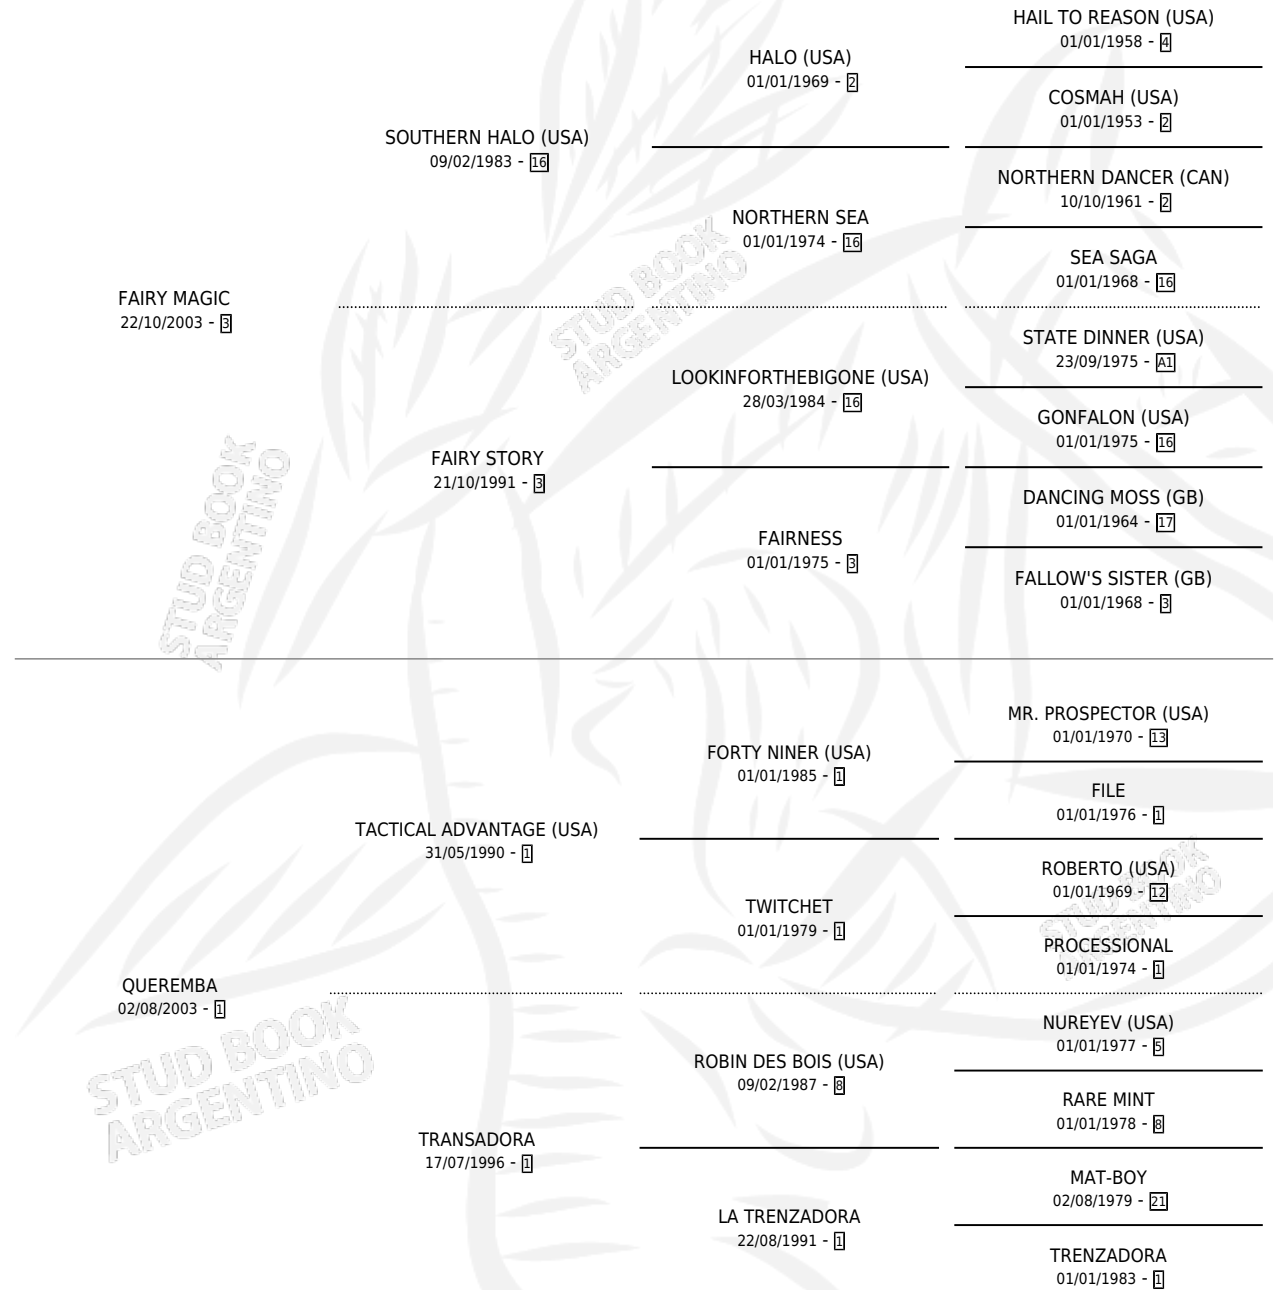 HAIL TO REASON (USA)
01/01/1958 - 4
HALO (USA)
01/01/1969 - 2
COSMAH (USA)
01/01/1953 - 2
SOUTHERN HALO (USA)
09/02/1983 - 16
NORTHERN DANCER (CAN)
10/10/1961 - 2
NORTHERN SEA
01/01/1974 - 16
SEA SAGA
01/01/1968 - 16
FAIRY MAGIC
22/10/2003 - 3
STATE DINNER (USA)
23/09/1975 - A1
LOOKINFORTHEBIGONE (USA)
28/03/1984 - 16
GONFALON (USA)
01/01/1975 - 16
FAIRY STORY
21/10/1991 - 3
DANCING MOSS (GB)
01/01/1964 - 17
FAIRNESS
01/01/1975 - 3
FALLOW'S SISTER (GB)
01/01/1968 - 3
MR. PROSPECTOR (USA)
01/01/1970 - 13
FORTY NINER (USA)
01/01/1985 - 1
FILE
01/01/1976 - 1
TACTICAL ADVANTAGE (USA)
31/05/1990 - 1
ROBERTO (USA)
01/01/1969 - 12
TWITCHET
01/01/1979 - 1
PROCESSIONAL
01/01/1974 - 1
QUEREMBA
02/08/2003 - 1
NUREYEV (USA)
01/01/1977 - 5
ROBIN DES BOIS (USA)
09/02/1987 - 8
RARE MINT
01/01/1978 - 8
TRANSADORA
17/07/1996 - 1
MAT-BOY
02/08/1979 - 21
LA TRENZADORA
22/08/1991 - 1
TRENZADORA
01/01/1983 - 1
STUD BOOK
ARGENTINO
STUD BOOK
ARGENTINO
STUD BOOK
ARGENTINO
STUD BOOK
ARGENTINO